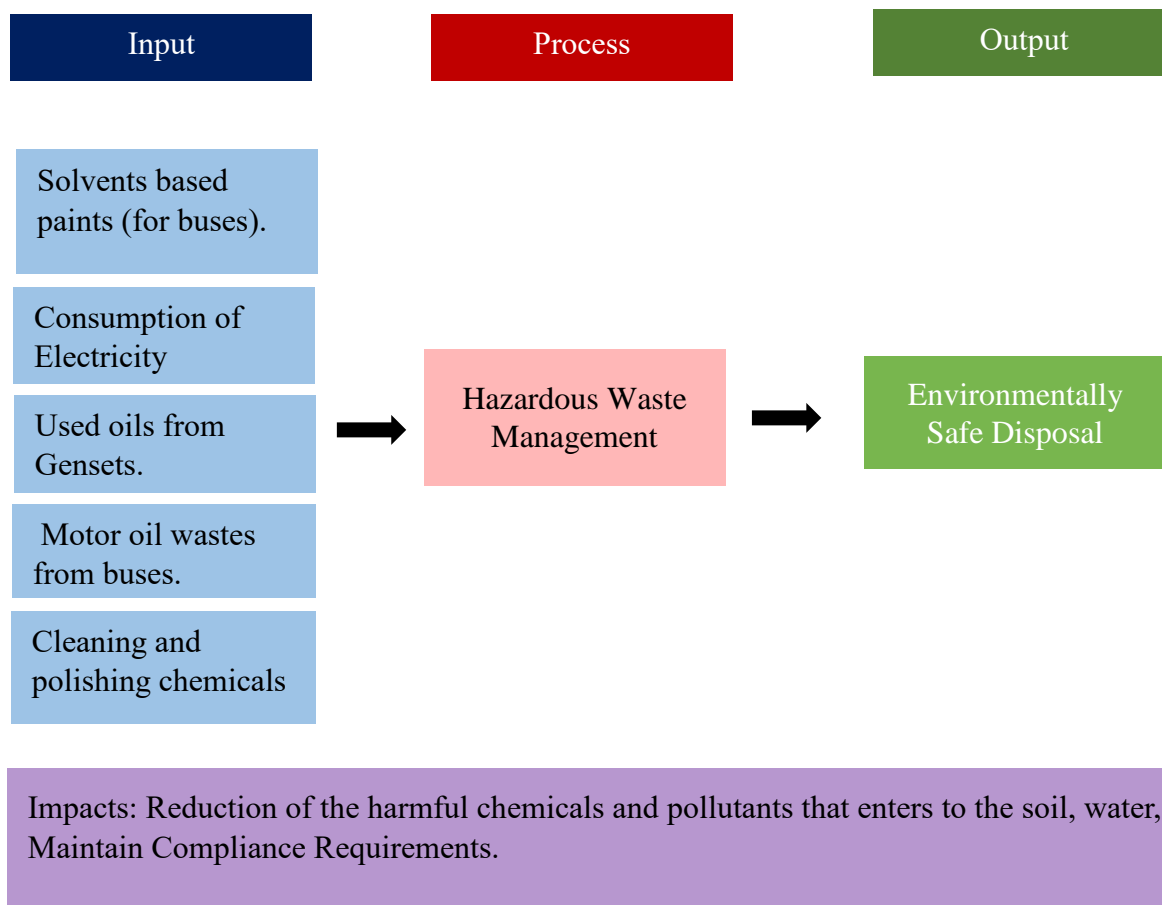 Input
Process
Output
Solvents based
paints (for buses).
Consumption of
Electricity
Used oils from
Gensets.
Motor oil wastes
from buses.
Cleaning and
polishing chemicals
Hazardous Waste
Management
Environmentally
Safe Disposal
Impacts: Reduction of the harmful chemicals and pollutants that enters to the soil, water,
Maintain Compliance Requirements.